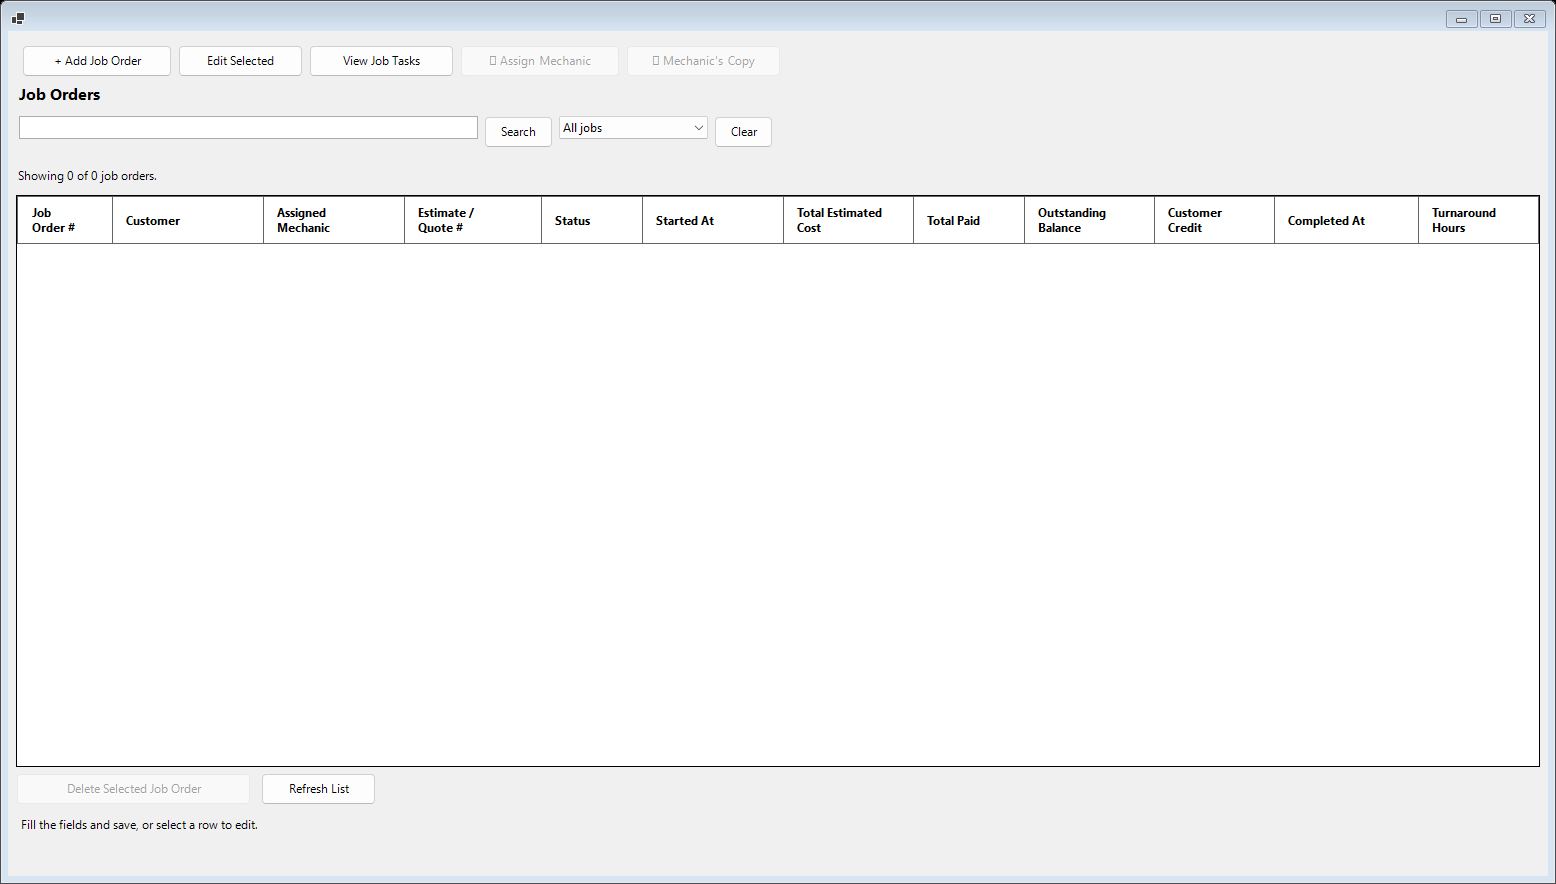 + Add Job Order
Edit Selected
View Job Tasks
Assign Mechanic
Mechanic's Copy
Job Orders
Search
All jobs
Clear
Showing 0 of 0 job orders.
Job
Order #
Customer
Assigned
Mechanic
Estimate /
Quote #
Status
Started At
Total Estimated
Cost
Total Paid
Outstanding
Balance
Customer
Credit
Completed At
Turnaround
Hours
Delete Selected Job Order
Refresh List
Fill the fields and save, or select a row to edit.